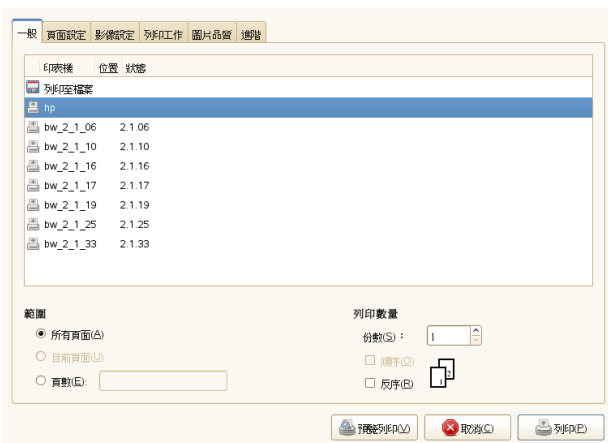 一般 頁面設定 影像設定 列印工作 圖片品質 進階
印表機 位置 狀態
列印至檔案
hp
bw_2_1_06 2.1.06
bw_2_1_10 2.1.10
bw_2_1_16 2.1.16
bw_2_1_17 2.1.17
bw_2_1_19 2.1.19
bw_2_1_25 2.1.25
bw_2_1_33 2.1.33
範圍 列印數量
所有頁面(A) 份數(S)： 1
目前頁面(U) 順序(O)
頁數(E): 反序(R)
1 2
預覽列印(V) 取消(C) 列印(P)